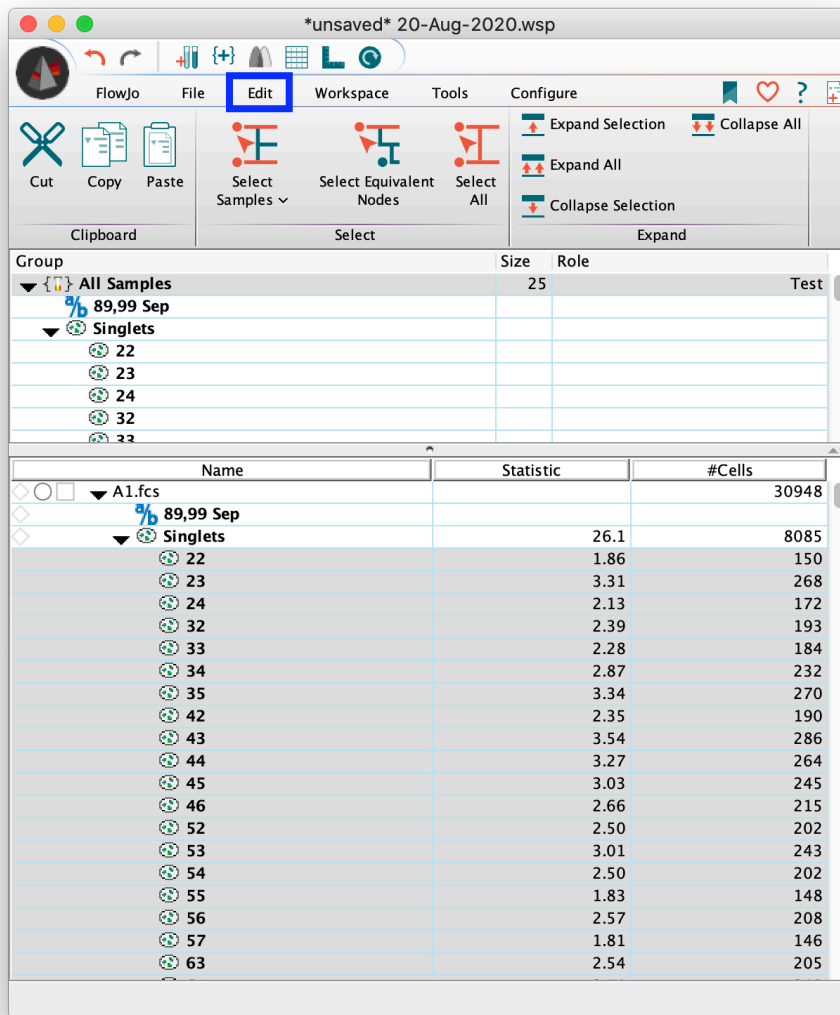 *unsaved* 20-Aug-2020.wsp
{+}
FlowJo File Edit Workspace Tools Configure ?
Cut Copy Paste Select Samples Select Equivalent Nodes Select All Expand Selection Collapse All
Expand All
Collapse Selection
Clipboard Select Expand
Group Size Role
{ } All Samples 25 Test
a/b 89,99 Sep
Singlets
22
23
24
32
33
Name Statistic #Cells
A1.fcs 30948
a/b 89,99 Sep
Singlets 26.1 8085
22 1.86 150
23 3.31 268
24 2.13 172
32 2.39 193
33 2.28 184
34 2.87 232
35 3.34 270
42 2.35 190
43 3.54 286
44 3.27 264
45 3.03 245
46 2.66 215
52 2.50 202
53 3.01 243
54 2.50 202
55 1.83 148
56 2.57 208
57 1.81 146
63 2.54 205